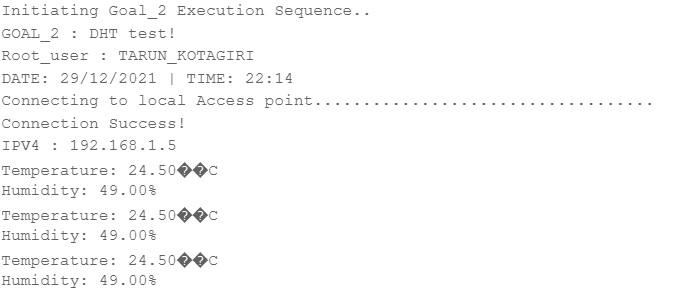 Initiating Goal_2 Execution Sequence..
GOAL_2 : DHT test!
Root_user : TARUN_KOTAGIRI
DATE: 29/12/2021 | TIME: 22:14
Connecting to local Access point...................................
Connection Success!
IPV4 : 192.168.1.5
Temperature: 24.50��C
Humidity: 49.00%
Temperature: 24.50��C
Humidity: 49.00%
Temperature: 24.50��C
Humidity: 49.00%